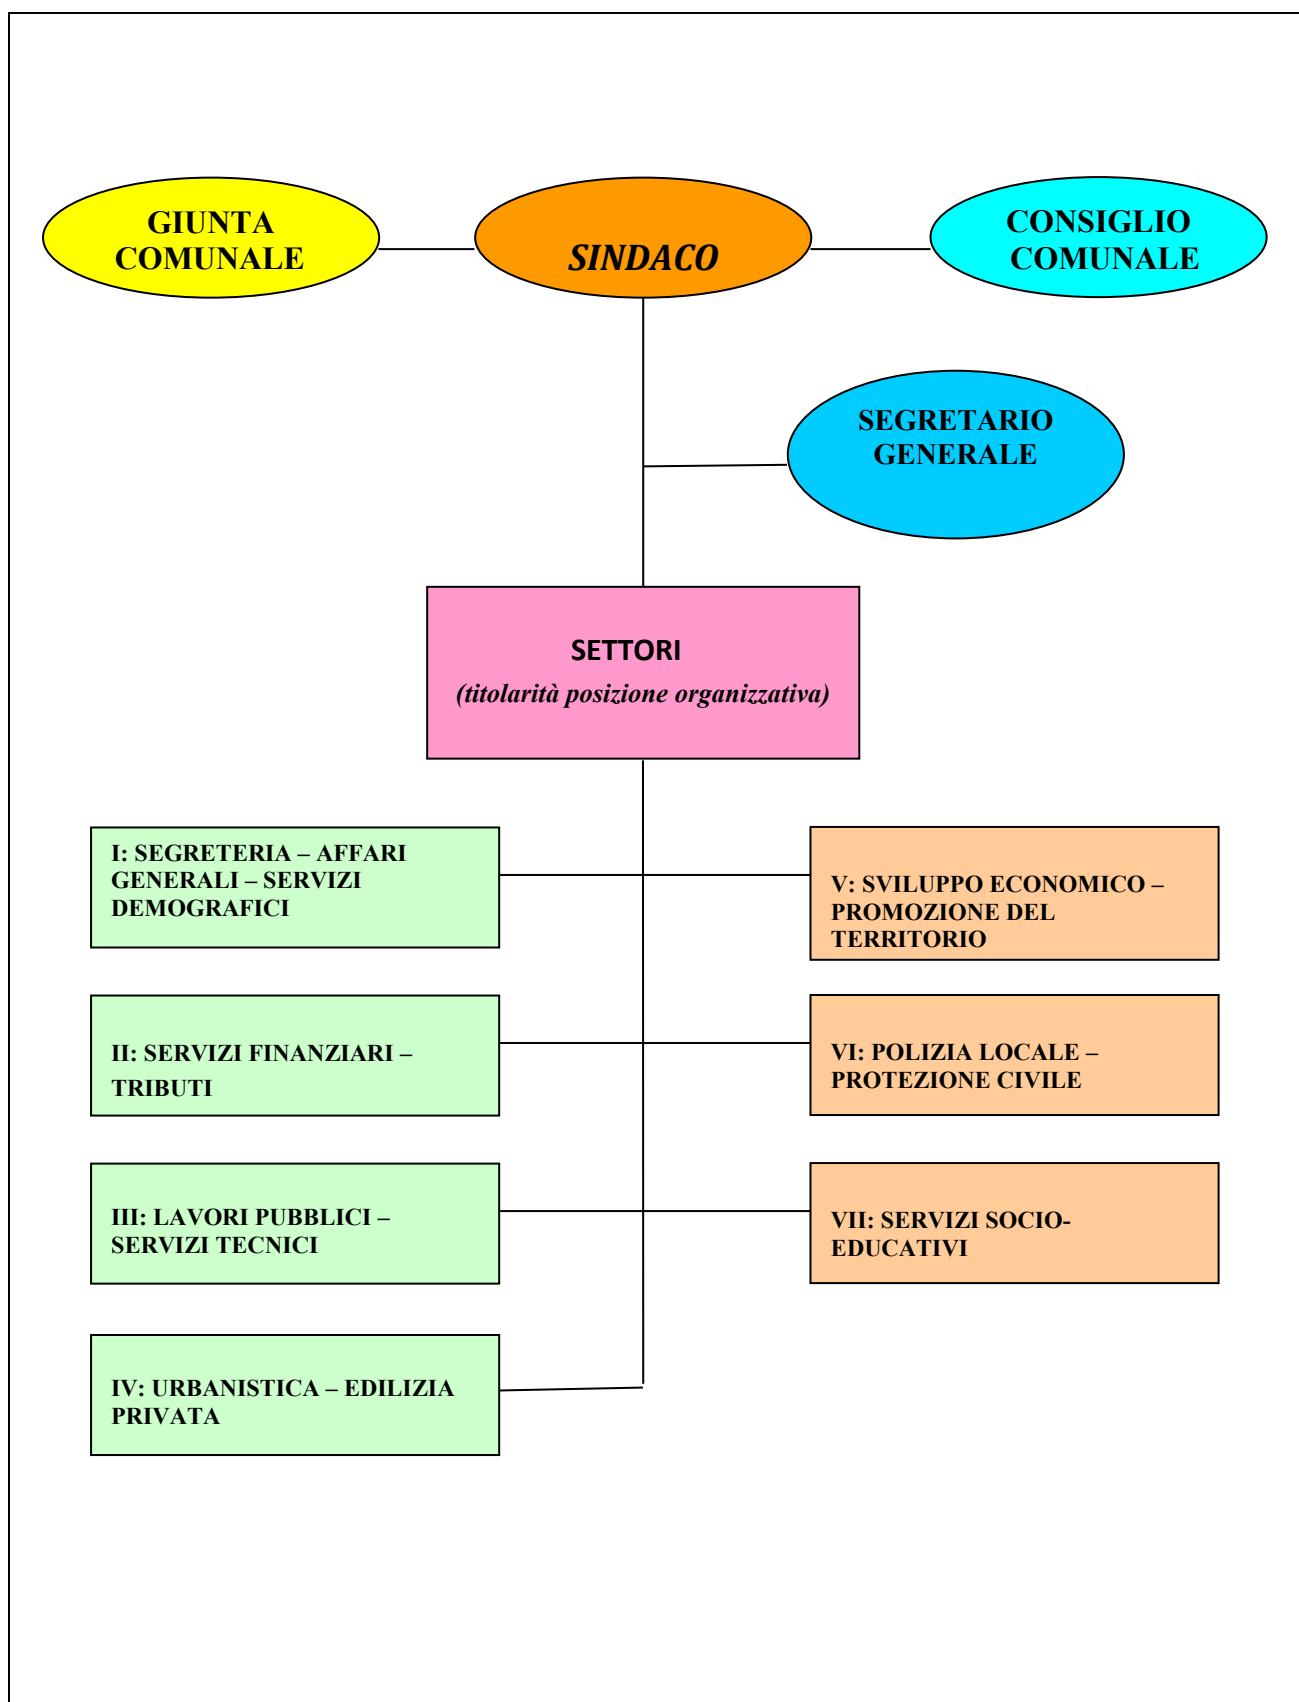 GIUNTA
COMUNALE
SINDACO
CONSIGLIO
COMUNALE
SEGRETARIO
GENERALE
SETTORI
(titolarità posizione organizzativa)
I: SEGRETERIA – AFFARI
GENERALI – SERVIZI
DEMOGRAFICI
II: SERVIZI FINANZIARI –
TRIBUTI
III: LAVORI PUBBLICI –
SERVIZI TECNICI
IV: URBANISTICA – EDILIZIA
PRIVATA
V: SVILUPPO ECONOMICO –
PROMOZIONE DEL
TERRITORIO
VI: POLIZIA LOCALE –
PROTEZIONE CIVILE
VII: SERVIZI SOCIO-
EDUCATIVI